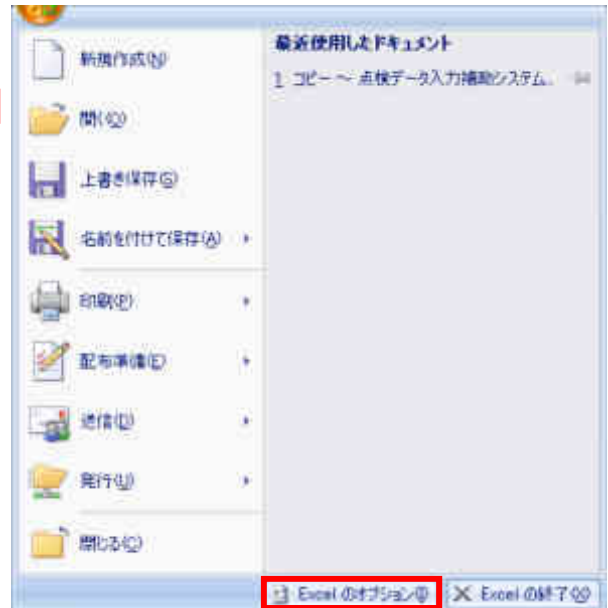 新規作成(N)
開く(O)
上書き保存(S)
名前を付けて保存(A)
印刷(P)
配布準備(E)
送信(D)
発行(U)
閉じる(C)
最近使用したドキュメント
1 コピー ～ 点検データ入力補助システム.
Excel のオプション(I)
Excel の終了(X)